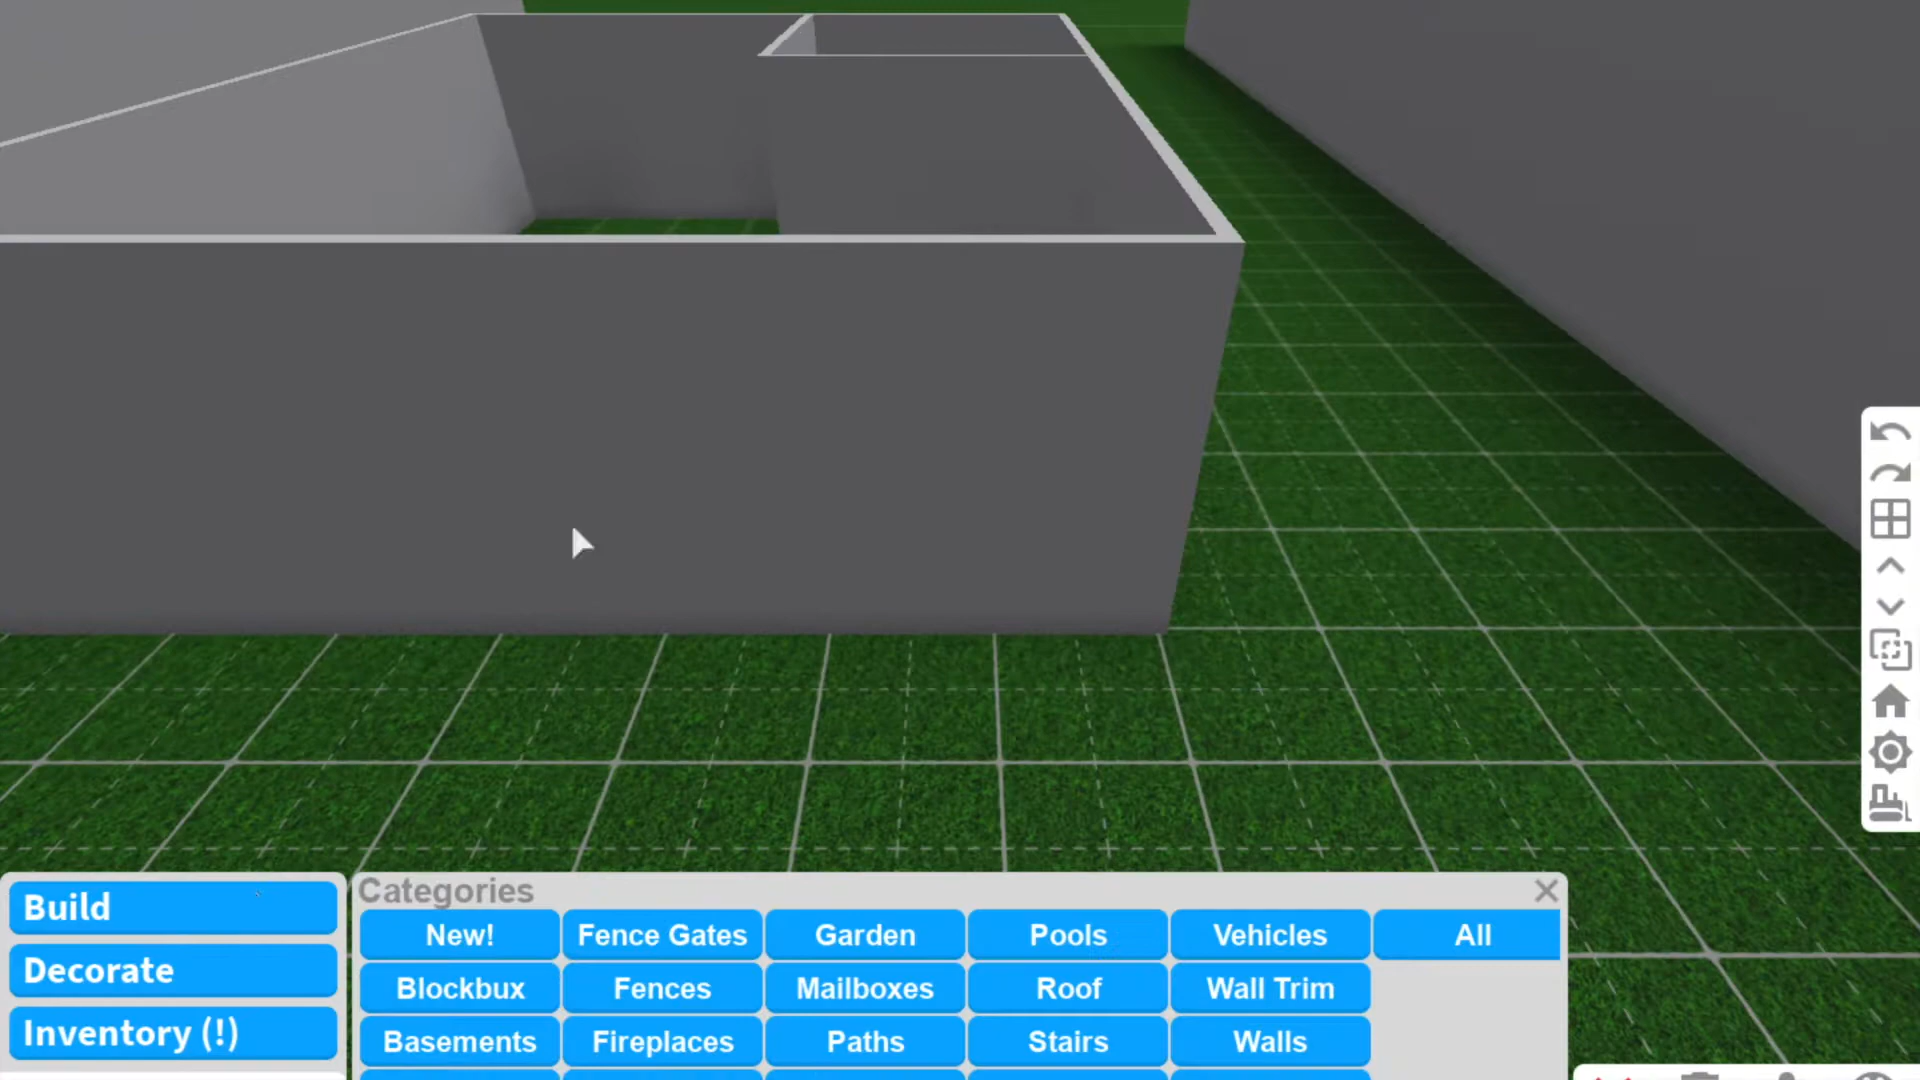 Build
Decorate
Inventory (!)
Categories
New! Fence Gates Garden Pools Vehicles All
Blockbux Fences Mailboxes Roof Wall Trim
Basements Fireplaces Paths Stairs Walls